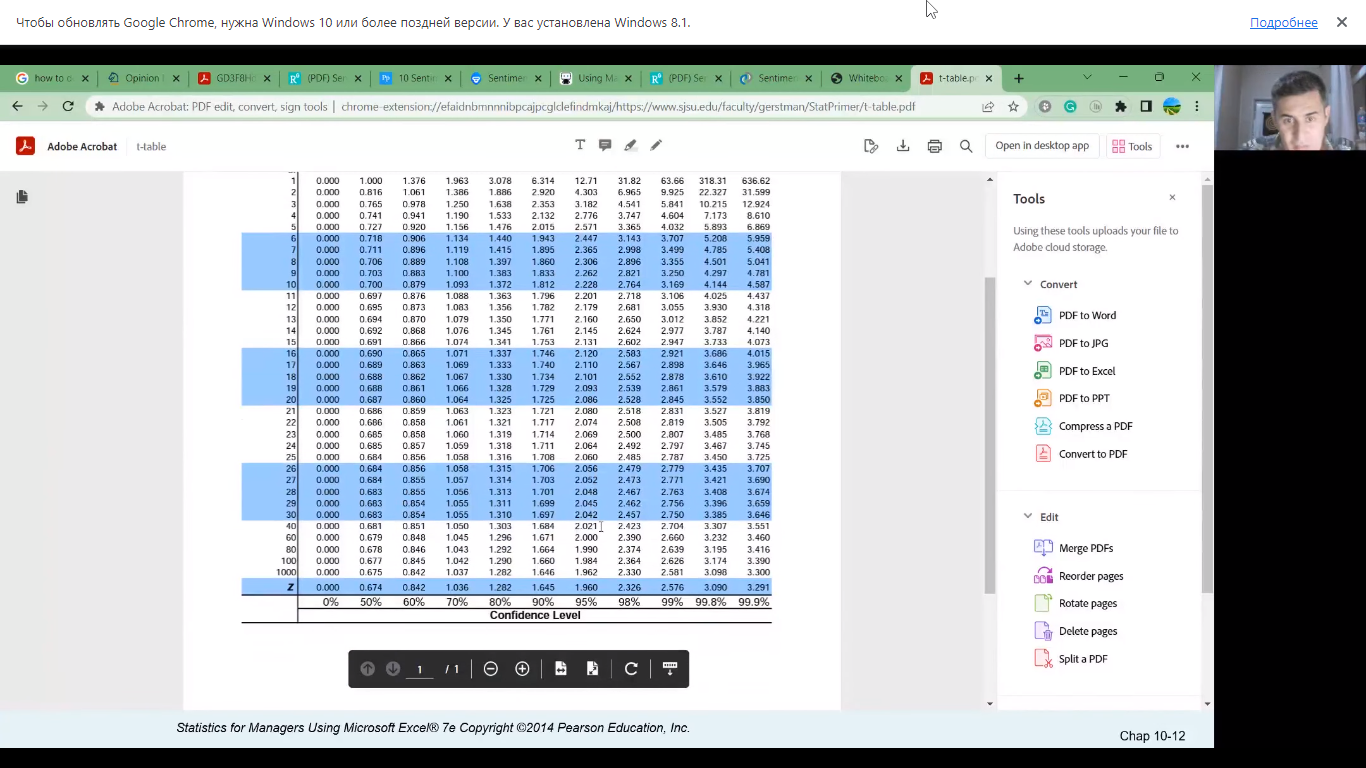 Чтобы обновлять Google Chrome, нужна Windows 10 или более поздней версии. У вас установлена Windows 8.1.
Подробнее
how to d
Opinion
GD3F8Ho
(PDF) Ser
10 Senti
Sentimen
Using Ma
(PDF) Ser
Sentimen
Whitebo
t-table.p
Adobe Acrobat: PDF edit, convert, sign tools | chrome-extension://efaidnbmnnnibpcajpcglclefindmkaj/https://www.sjsu.edu/faculty/gerstman/StatPrimer/t-table.pdf
Adobe Acrobat t-table
Open in desktop app
Tools
1 0.000 1.000 1.376 1.963 3.078 6.314 12.71 31.82 63.66 318.31 636.62
2 0.000 0.816 1.061 1.386 1.886 2.920 4.303 6.965 9.925 22.327 31.599
3 0.000 0.765 0.978 1.250 1.638 2.353 3.182 4.541 5.841 10.215 12.924
4 0.000 0.741 0.941 1.190 1.533 2.132 2.776 3.747 4.604 7.173 8.610
5 0.000 0.727 0.920 1.156 1.476 2.015 2.571 3.365 4.032 5.893 6.869
6 0.000 0.718 0.906 1.134 1.440 1.943 2.447 3.143 3.707 5.208 5.959
7 0.000 0.711 0.896 1.119 1.415 1.895 2.365 2.998 3.499 4.785 5.408
8 0.000 0.706 0.889 1.108 1.397 1.860 2.306 2.896 3.355 4.501 5.041
9 0.000 0.703 0.883 1.100 1.383 1.833 2.262 2.821 3.250 4.297 4.781
10 0.000 0.700 0.879 1.093 1.372 1.812 2.228 2.764 3.169 4.144 4.587
11 0.000 0.697 0.876 1.088 1.363 1.796 2.201 2.718 3.106 4.025 4.437
12 0.000 0.695 0.873 1.083 1.356 1.782 2.179 2.681 3.055 3.930 4.318
13 0.000 0.694 0.870 1.079 1.350 1.771 2.160 2.650 3.012 3.852 4.221
14 0.000 0.692 0.868 1.076 1.345 1.761 2.145 2.624 2.977 3.787 4.140
15 0.000 0.691 0.866 1.074 1.341 1.753 2.131 2.602 2.947 3.733 4.073
16 0.000 0.690 0.865 1.071 1.337 1.746 2.120 2.583 2.921 3.686 4.015
17 0.000 0.689 0.863 1.069 1.333 1.740 2.110 2.567 2.898 3.646 3.965
18 0.000 0.688 0.862 1.067 1.330 1.734 2.101 2.552 2.878 3.610 3.922
19 0.000 0.688 0.861 1.066 1.328 1.729 2.093 2.539 2.861 3.579 3.883
20 0.000 0.687 0.860 1.064 1.325 1.725 2.086 2.528 2.845 3.552 3.850
21 0.000 0.686 0.859 1.063 1.323 1.721 2.080 2.518 2.831 3.527 3.819
22 0.000 0.686 0.858 1.061 1.321 1.717 2.074 2.508 2.819 3.505 3.792
23 0.000 0.685 0.858 1.060 1.319 1.714 2.069 2.500 2.807 3.485 3.768
24 0.000 0.685 0.857 1.059 1.318 1.711 2.064 2.492 2.797 3.467 3.745
25 0.000 0.684 0.856 1.058 1.316 1.708 2.060 2.485 2.787 3.450 3.725
26 0.000 0.684 0.856 1.058 1.315 1.706 2.056 2.479 2.779 3.435 3.707
27 0.000 0.684 0.855 1.057 1.314 1.703 2.052 2.473 2.771 3.421 3.690
28 0.000 0.683 0.855 1.056 1.313 1.701 2.048 2.467 2.763 3.408 3.674
29 0.000 0.683 0.854 1.055 1.311 1.699 2.045 2.462 2.756 3.396 3.659
30 0.000 0.683 0.854 1.055 1.310 1.697 2.042 2.457 2.750 3.385 3.646
40 0.000 0.681 0.851 1.050 1.303 1.684 2.021 2.423 2.704 3.307 3.551
60 0.000 0.679 0.848 1.045 1.296 1.671 2.000 2.390 2.660 3.232 3.460
80 0.000 0.678 0.846 1.043 1.292 1.664 1.990 2.374 2.639 3.195 3.416
100 0.000 0.677 0.845 1.042 1.290 1.660 1.984 2.364 2.626 3.174 3.390
1000 0.000 0.675 0.842 1.037 1.282 1.646 1.962 2.330 2.581 3.098 3.300
Z 0.000 0.674 0.842 1.036 1.282 1.645 1.960 2.326 2.576 3.090 3.291
0% 50% 60% 70% 80% 90% 95% 98% 99% 99.8% 99.9%
Confidence Level
1 / 1
Tools
Using these tools uploads your file to
Adobe cloud storage.
Convert
PDF to Word
PDF to JPG
PDF to Excel
PDF to PPT
Compress a PDF
Convert to PDF
Edit
Merge PDFs
Reorder pages
Rotate pages
Delete pages
Split a PDF
Statistics for Managers Using Microsoft Excel® 7e Copyright ©2014 Pearson Education, Inc.
Chap 10-12